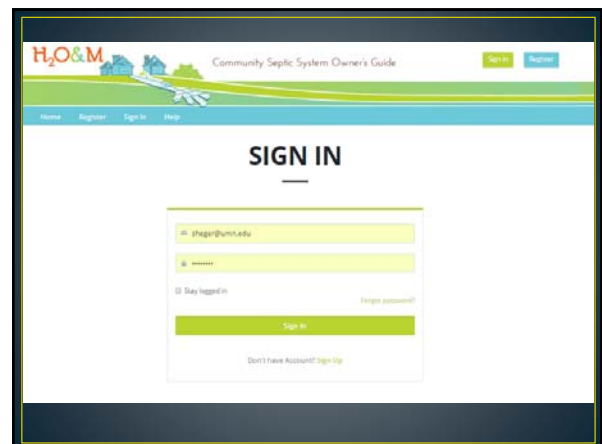 H₂O&M
Community Septic System Owner's Guide
Sign In Register
Home Register Sign In Help
SIGN IN
sheger@umn.edu
••••••••
Stay logged in
Forgot password?
Sign In
Don't have Account? Sign Up